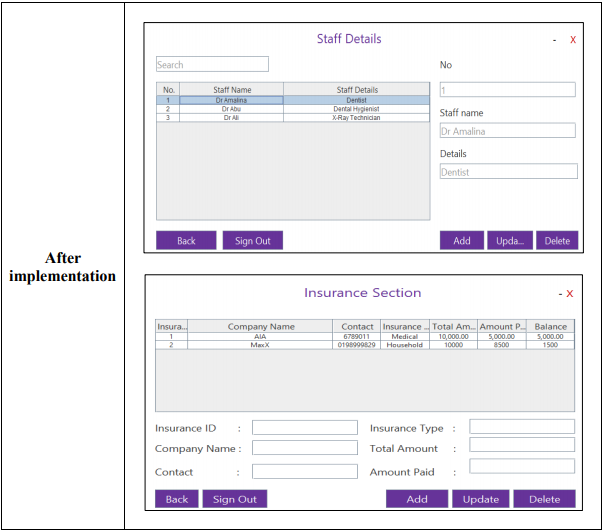 After
implementation
Staff Details
- X
Search
No
No. Staff Name Staff Details
1 Dr Amalina Dentist
2 Dr Abu Dental Hygienist
3 Dr Ali X-Ray Technician
1
Staff name
Dr Amalina
Details
Dentist
Back Sign Out Add Upda... Delete
Insurance Section
- X
Insura... Company Name Contact Insurance ... Total Am... Amount P... Balance
1 AIA 6789011 Medical 10,000.00 5,000.00 5,000.00
2 MaxX 0198999829 Household 10000 8500 1500
Insurance ID : Insurance Type :
Company Name : Total Amount :
Contact : Amount Paid :
Back Sign Out Add Update Delete